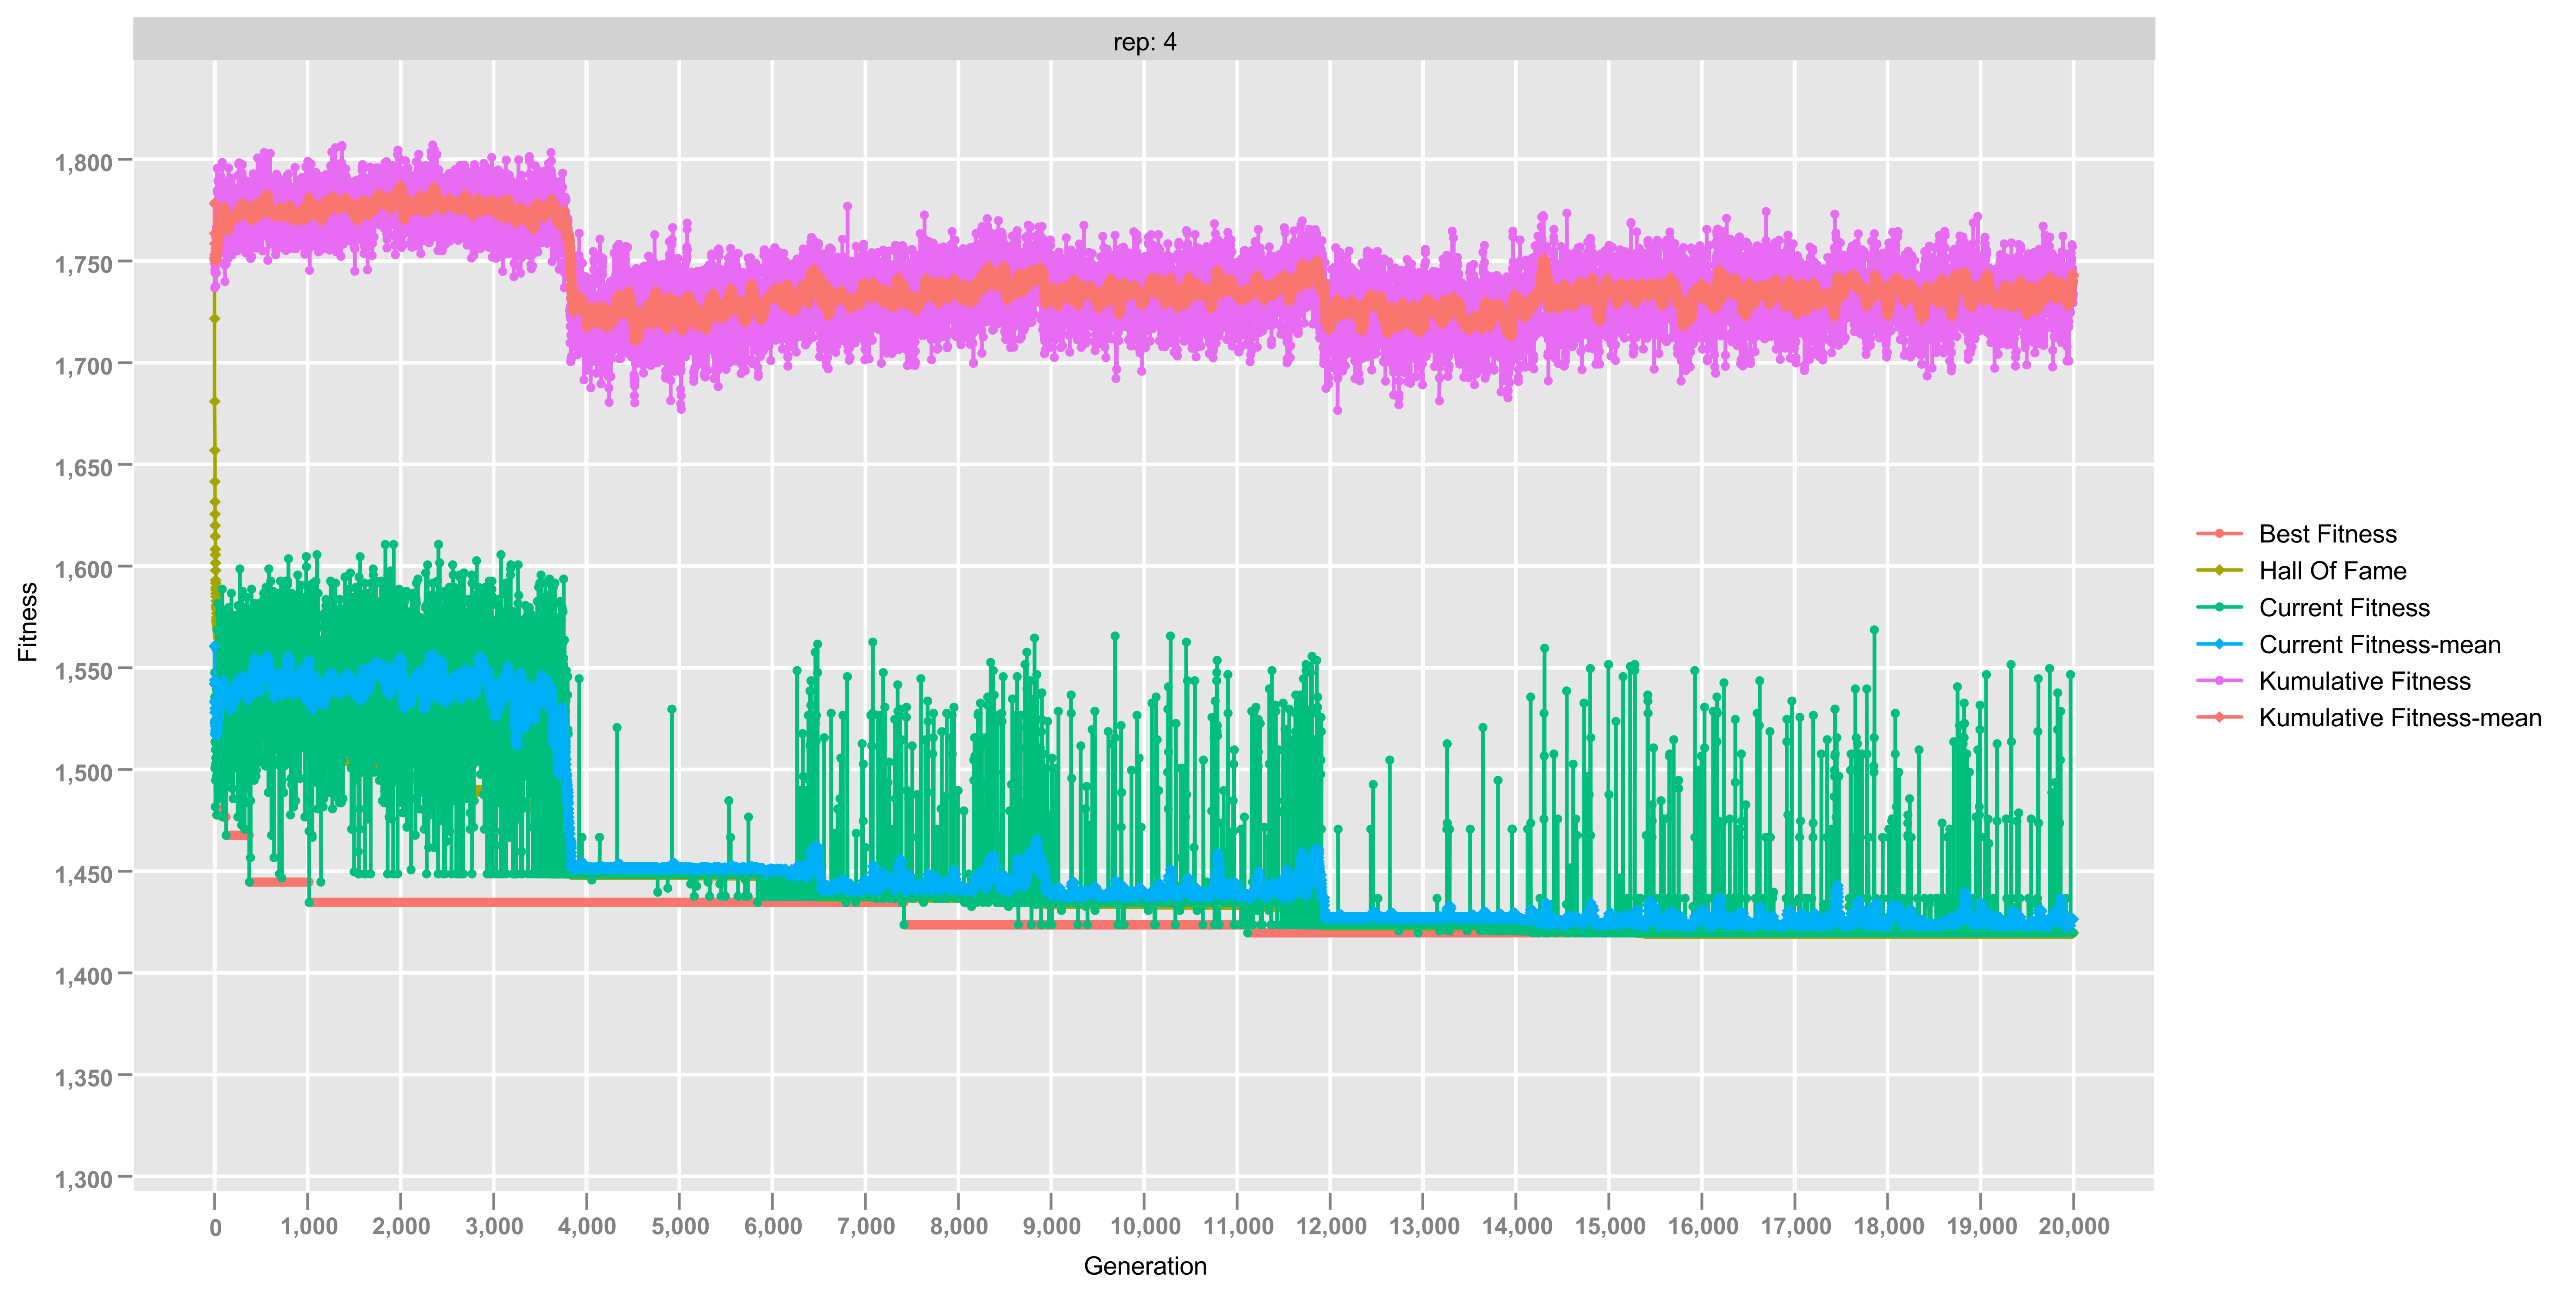 rep: 4
1,800
1,750
1,700
1,650
1,600
1,550
1,500
1,450
1,400
1,350
1,300
Fitness
0 1,000 2,000 3,000 4,000 5,000 6,000 7,000 8,000 9,000 10,000 11,000 12,000 13,000 14,000 15,000 16,000 17,000 18,000 19,000 20,000
Generation
Best Fitness
Hall Of Fame
Current Fitness
Current Fitness-mean
Kumulative Fitness
Kumulative Fitness-mean